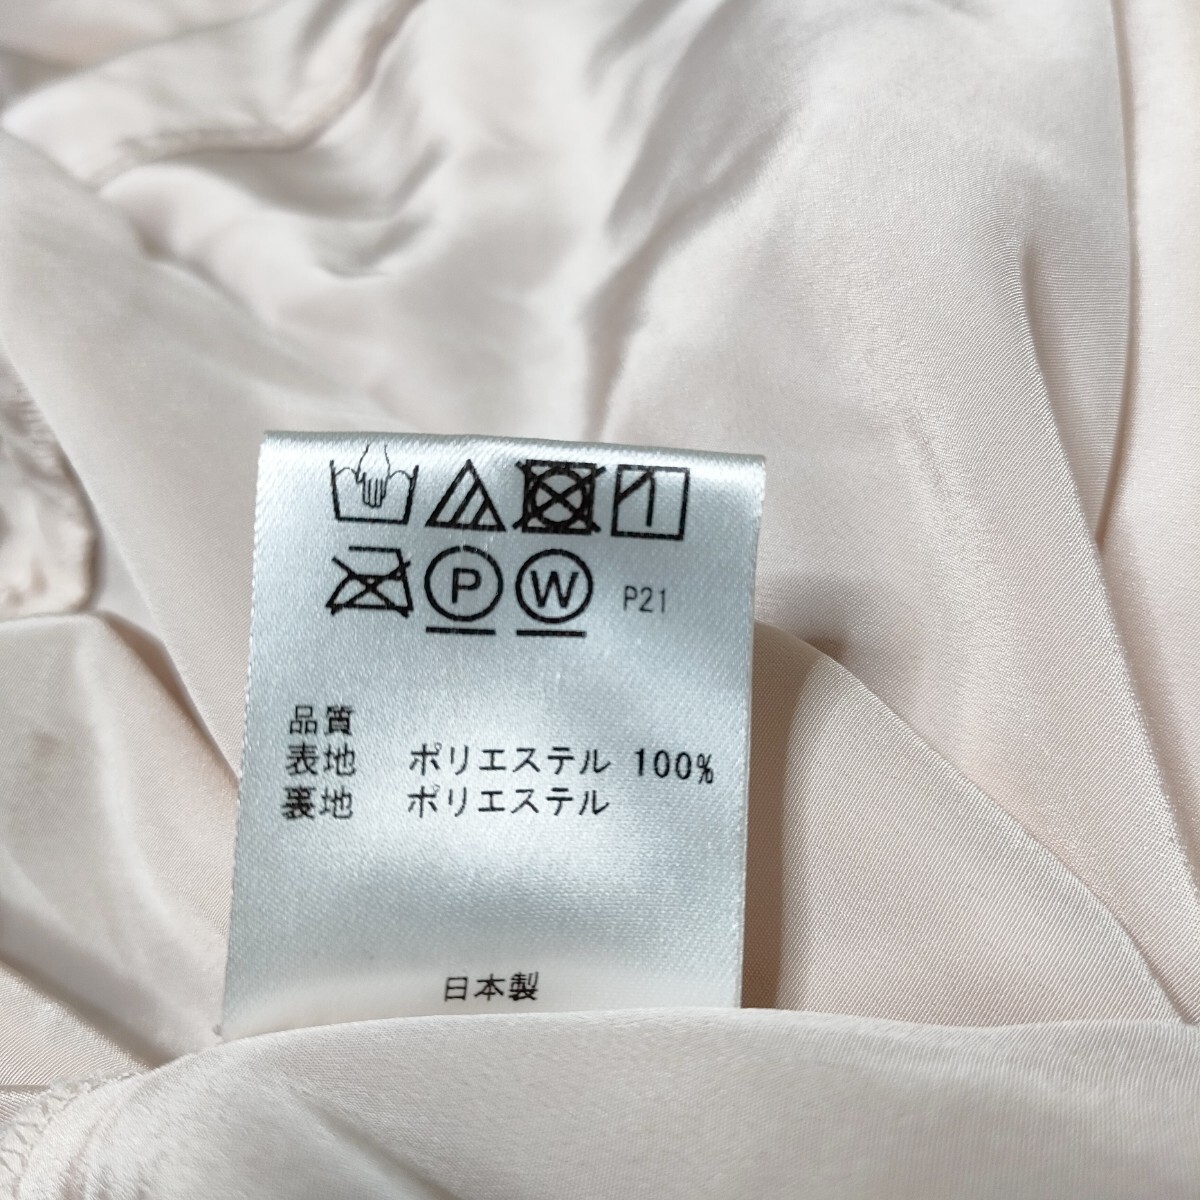 P W P21
品質
表地 ポリエステル 100%
裏地 ポリエステル
日本製